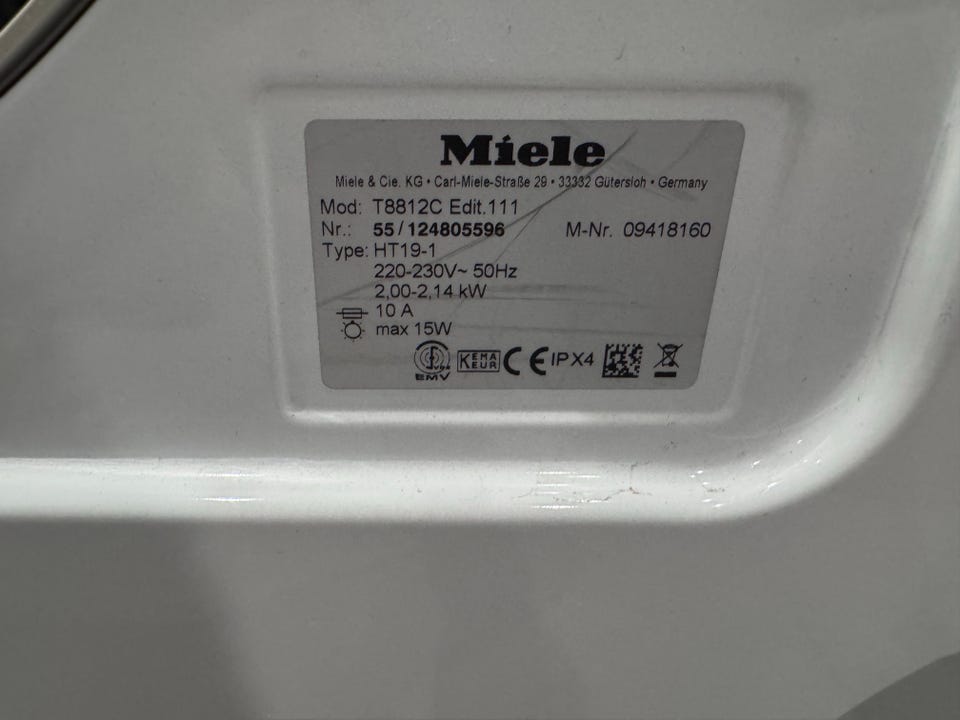 Miele
Miele & Cie. KG • Carl-Miele-Straße 29 • 33332 Gütersloh • Germany
Mod: T8812C Edit.111
Nr.: 55/124805596 M-Nr. 09418160
Type: HT19-1
220-230V~ 50Hz
2,00-2,14 kW
10 A
max 15W
KEMA CE IPX4
KEUR
EMV